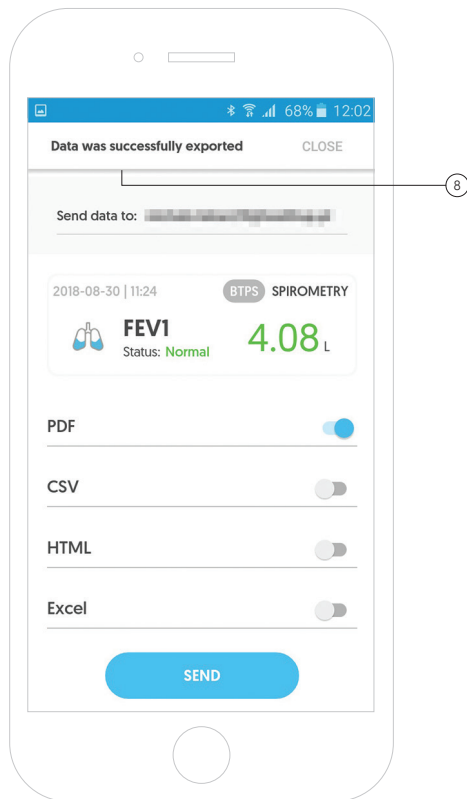 68% 12:02
Data was successfully exported CLOSE
8
Send data to:
2018-08-30 | 11:24 BTPS SPIROMETRY
FEV1 4.08 L
Status: Normal
PDF
CSV
HTML
Excel
SEND